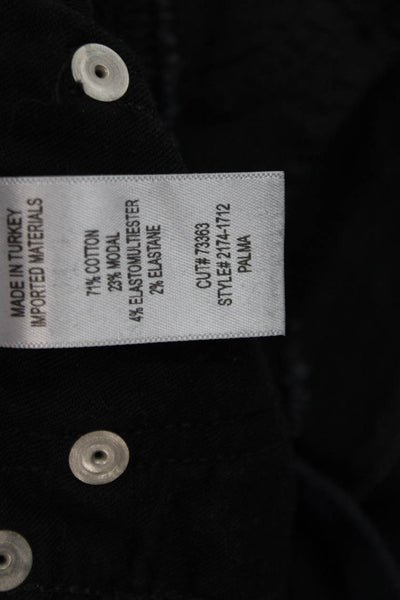 MADE IN TURKEY
IMPORTED MATERIALS
71% COTTON
23% MODAL
4% ELASTOMULTIESTER
2% ELASTANE
CUT# 73363
STYLE# 2174-1712
PALMA